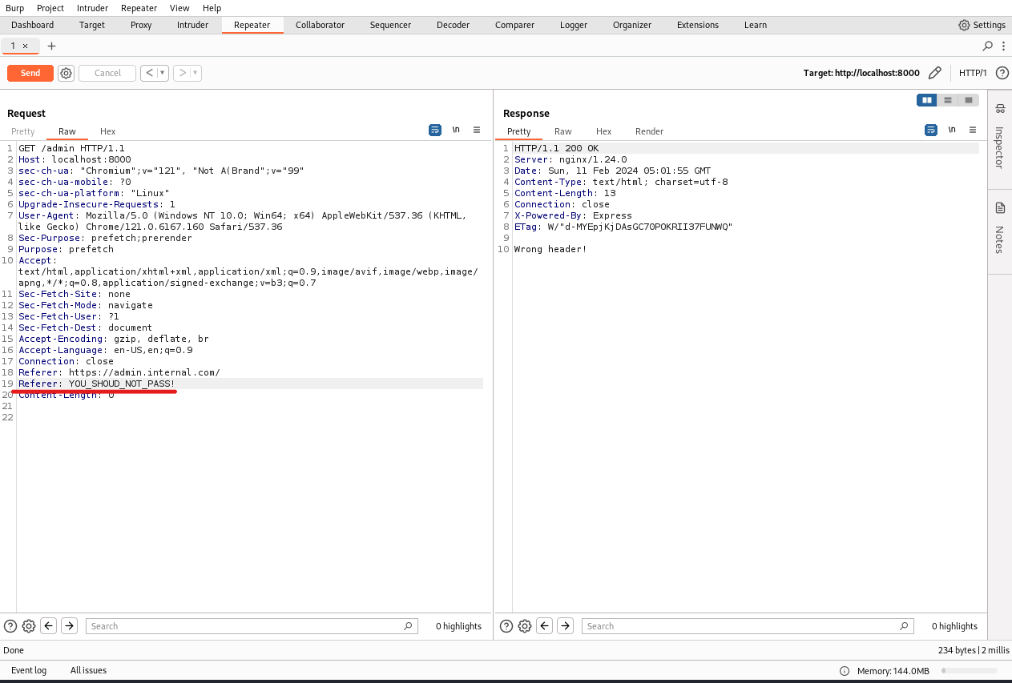 Burp Project Intruder Repeater View Help
Dashboard Target Proxy Intruder Repeater Collaborator Sequencer Decoder Comparer Logger Organizer Extensions Learn Settings
1 × +
Send Cancel < > Target: http://localhost:8000 HTTP/1
Request
Pretty Raw Hex \n
1 GET /admin HTTP/1.1
2 Host: localhost:8000
3 sec-ch-ua: "Chromium";v="121", "Not A(Brand";v="99"
4 sec-ch-ua-mobile: ?0
5 sec-ch-ua-platform: "Linux"
6 Upgrade-Insecure-Requests: 1
7 User-Agent: Mozilla/5.0 (Windows NT 10.0; Win64; x64) AppleWebKit/537.36 (KHTML,
like Gecko) Chrome/121.0.6167.160 Safari/537.36
8 Sec-Purpose: prefetch;prerender
9 Purpose: prefetch
10 Accept:
text/html,application/xhtml+xml,application/xml;q=0.9,image/avif,image/webp,image/
apng,*/*;q=0.8,application/signed-exchange;v=b3;q=0.7
11 Sec-Fetch-Site: none
12 Sec-Fetch-Mode: navigate
13 Sec-Fetch-User: ?1
14 Sec-Fetch-Dest: document
15 Accept-Encoding: gzip, deflate, br
16 Accept-Language: en-US,en;q=0.9
17 Connection: close
18 Referer: https://admin.internal.com/
19 Referer: YOU_SHOUD_NOT_PASS!
20 Content-Length: 0
21
22
Search 0 highlights
Response
Pretty Raw Hex Render \n
1 HTTP/1.1 200 OK
2 Server: nginx/1.24.0
3 Date: Sun, 11 Feb 2024 05:01:55 GMT
4 Content-Type: text/html; charset=utf-8
5 Content-Length: 13
6 Connection: close
7 X-Powered-By: Express
8 ETag: W/"d-MYEpjKjDAsGC70POKRII37FUNWQ"
9
10 Wrong header!
Search 0 highlights
Inspector
Notes
Done 234 bytes | 2 millis
Event log All issues Memory: 144.0MB